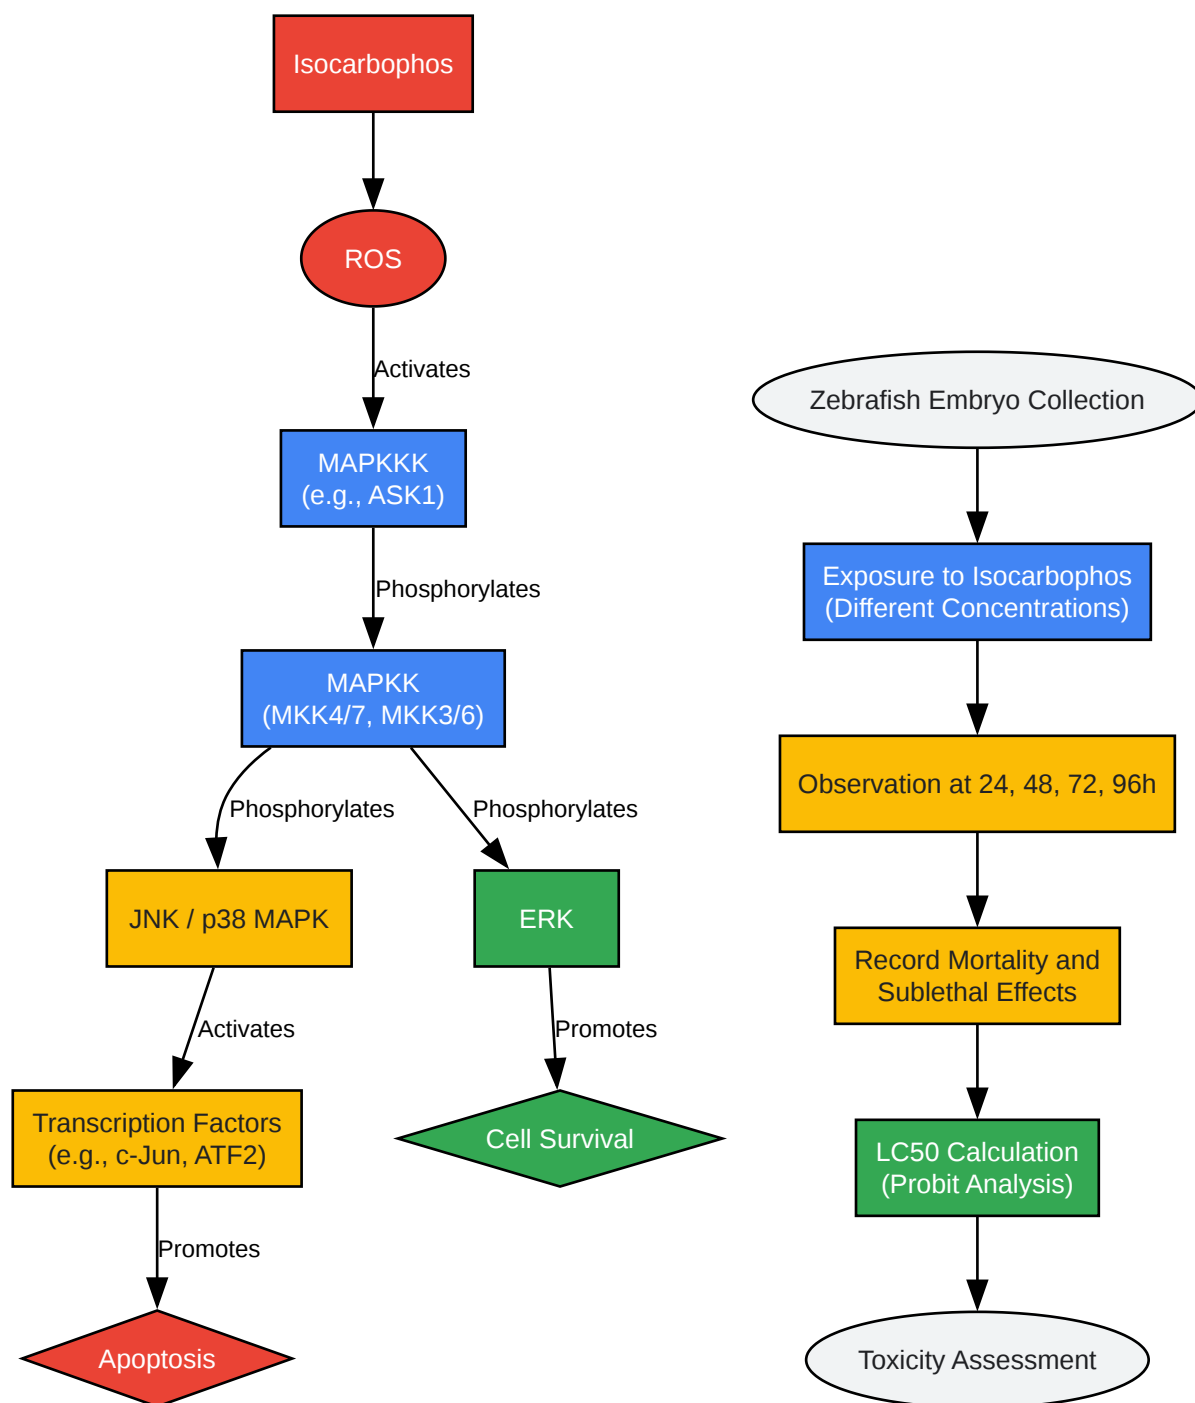 Isocarbophos
ROS
Activates
MAPKKK
(e.g., ASK1)
Phosphorylates
MAPKK
(MKK4/7, MKK3/6)
Phosphorylates
Phosphorylates
JNK / p38 MAPK
ERK
Activates
Promotes
Transcription Factors
(e.g., c-Jun, ATF2)
Cell Survival
Promotes
Apoptosis
Zebrafish Embryo Collection
Exposure to Isocarbophos
(Different Concentrations)
Observation at 24, 48, 72, 96h
Record Mortality and
Sublethal Effects
LC50 Calculation
(Probit Analysis)
Toxicity Assessment